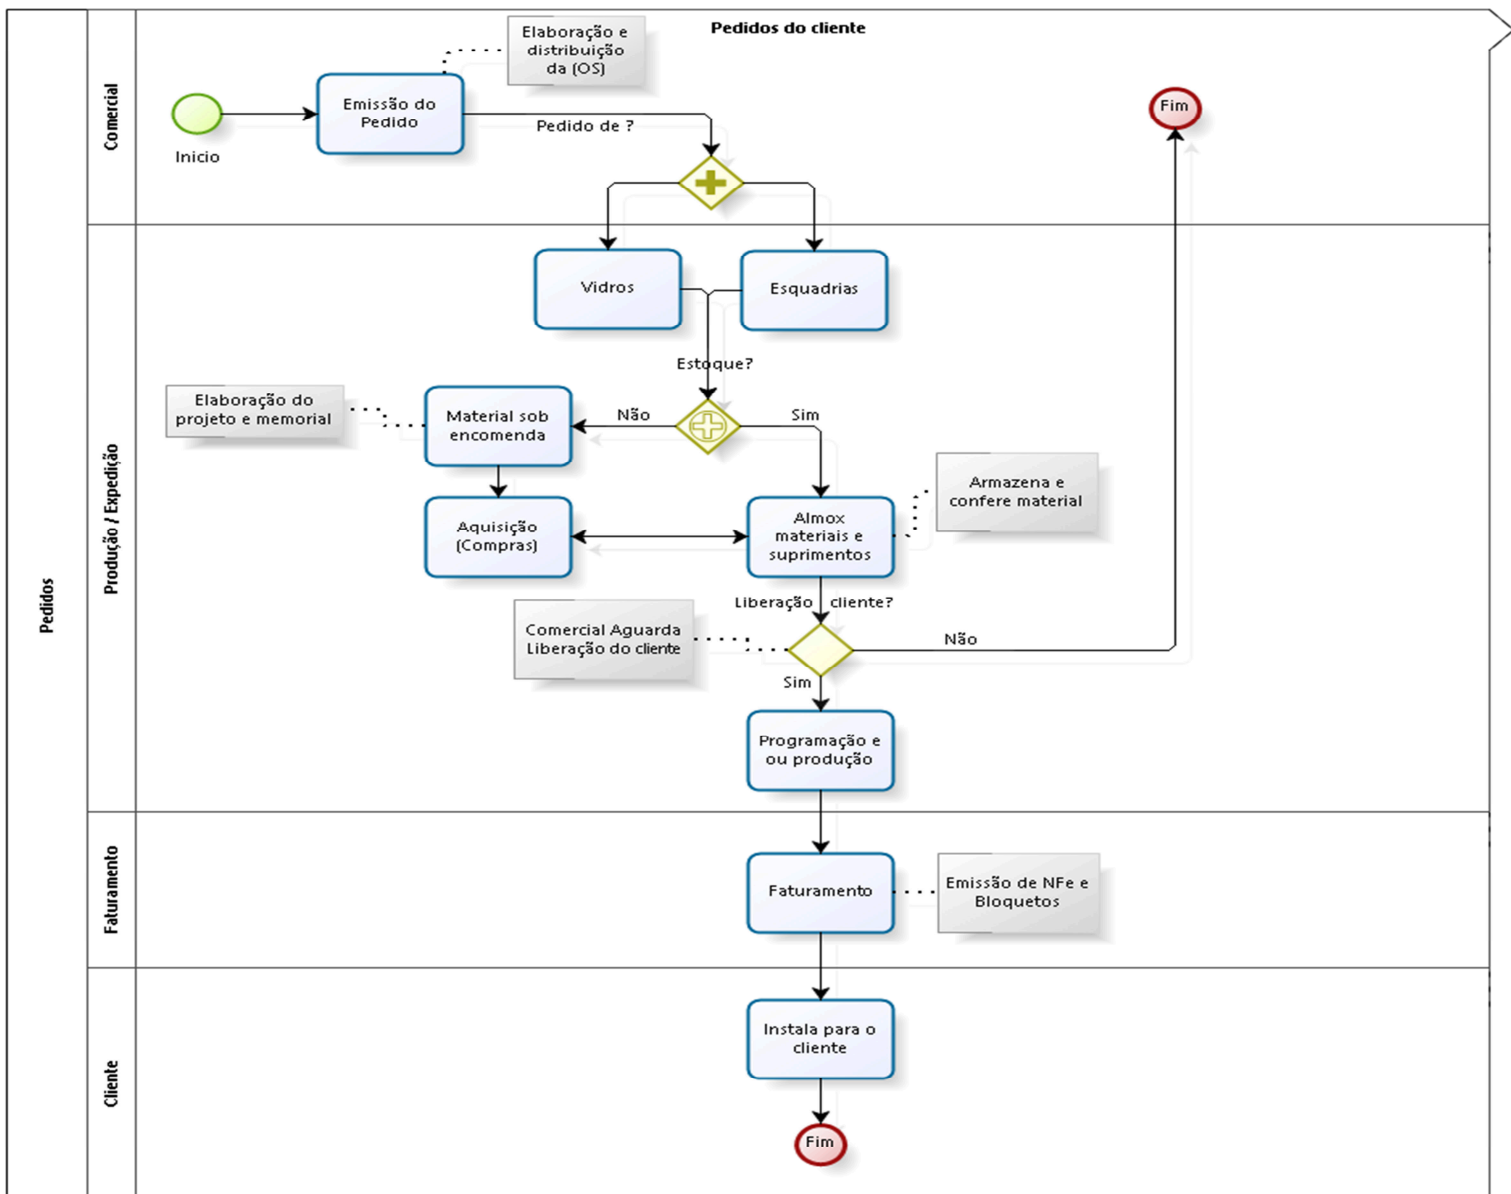 Pedidos do cliente
Pedidos
Comercial
Inicio
Emissão do
Pedido
Elaboração e
distribuição
da (OS)
Pedido de ?
Fim
Produção / Expedição
Vidros
Esquadrias
Estoque?
Elaboração do
projeto e memorial
Material sob
encomenda
Não
Sim
Aquisição
(Compras)
Almox
materiais e
suprimentos
Armazena e
confere material
Liberação cliente?
Comercial Aguarda
Liberação do cliente
Não
Sim
Programação e
ou produção
Faturamento
Faturamento
Emissão de NFe e
Bloquetos
Cliente
Instala para o
cliente
Fim